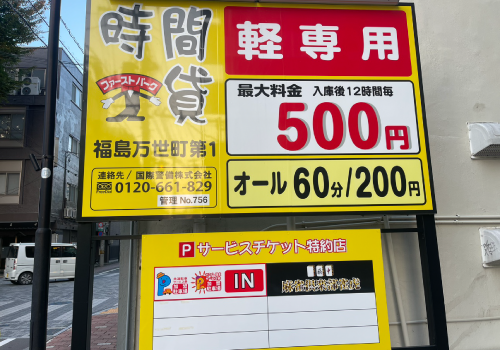 時間貸
ファーストパーク
福島万世町第1
連絡先/国際警備株式会社
0120-661-829
管理 No.756
軽専用
最大料金 入庫後12時間毎
500円
オール 60分/200円
P サービスチケット特約店
IN